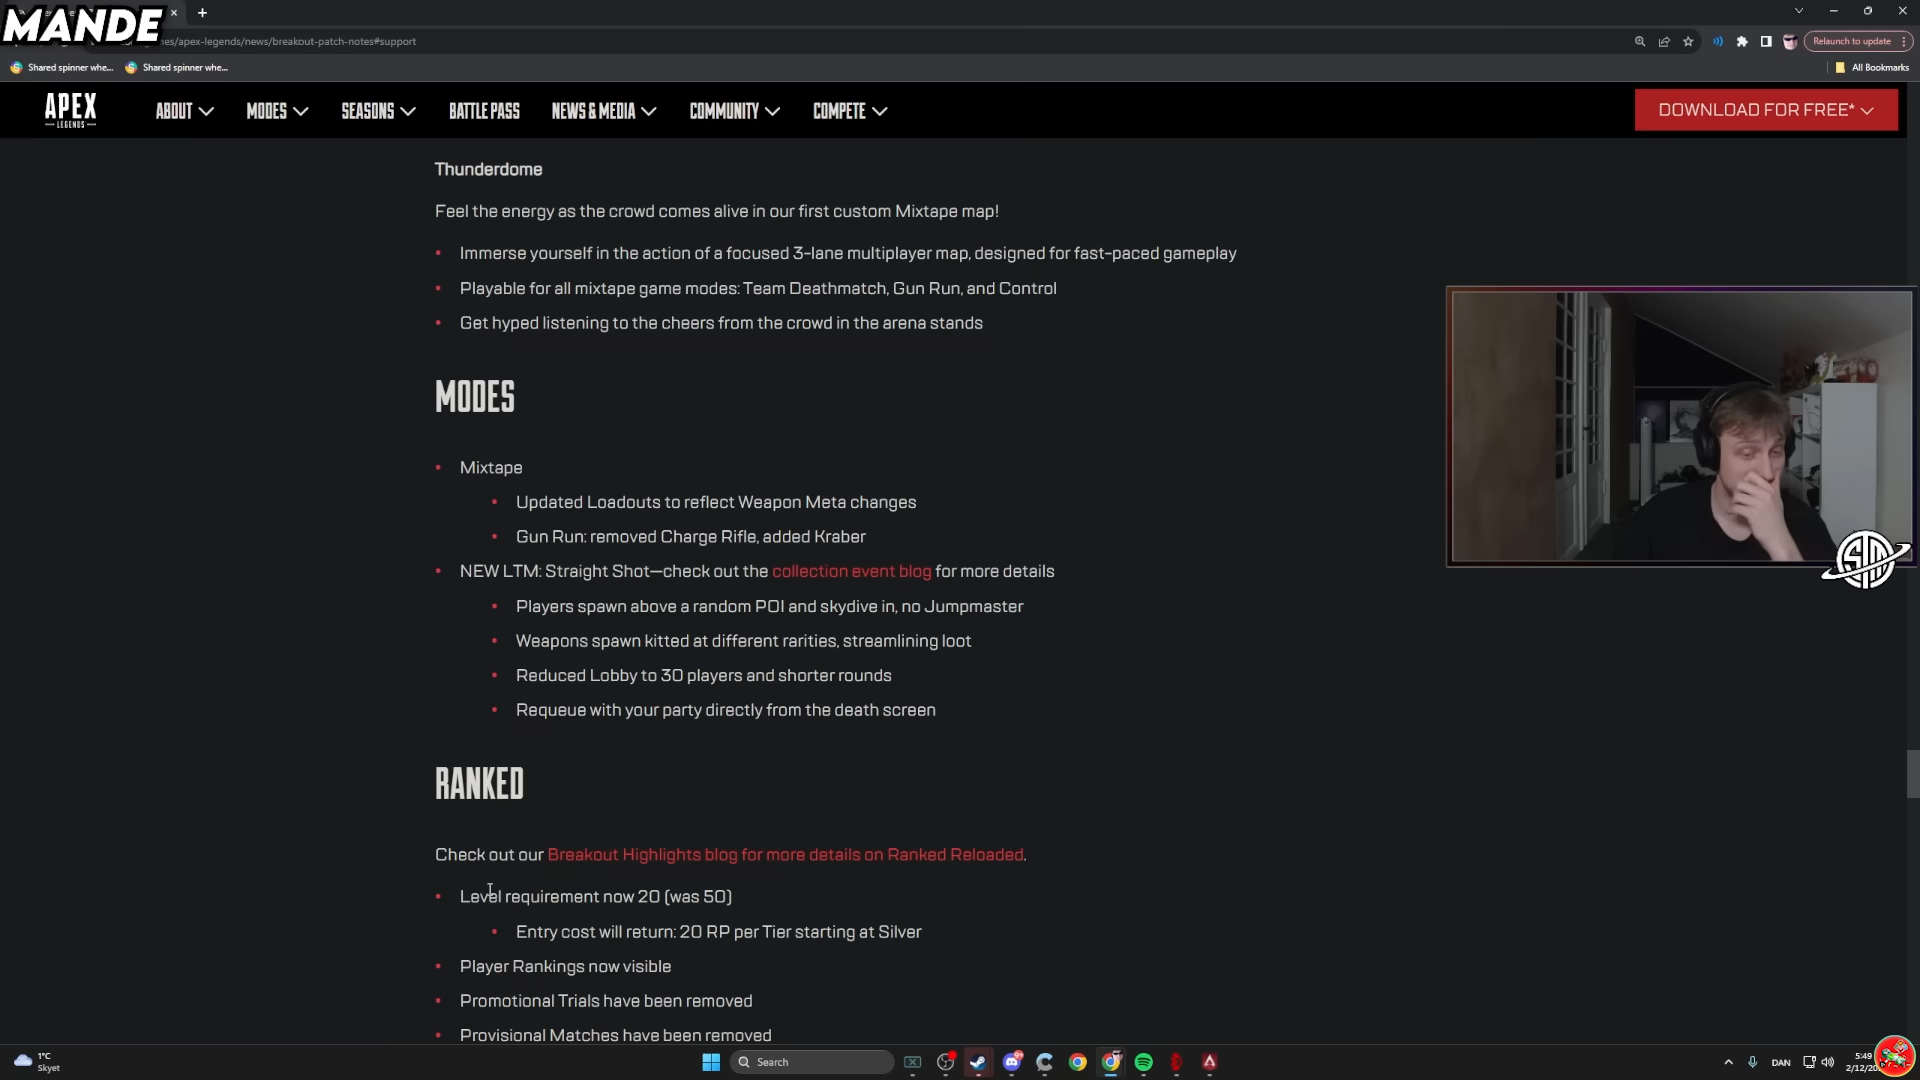 MANDE
es/apex-legends/news/breakout-patch-notes#support
Relaunch to update
Shared spinner whe...
Shared spinner whe...
All Bookmarks
APEX
LEGENDS
ABOUT
MODES
SEASONS
BATTLE PASS
NEWS & MEDIA
COMMUNITY
COMPETE
DOWNLOAD FOR FREE*
Thunderdome
Feel the energy as the crowd comes alive in our first custom Mixtape map!
Immerse yourself in the action of a focused 3-lane multiplayer map, designed for fast-paced gameplay
Playable for all mixtape game modes: Team Deathmatch, Gun Run, and Control
Get hyped listening to the cheers from the crowd in the arena stands
MODES
Mixtape
Updated Loadouts to reflect Weapon Meta changes
Gun Run: removed Charge Rifle, added Kraber
NEW LTM: Straight Shot—check out the collection event blog for more details
Players spawn above a random POI and skydive in, no Jumpmaster
Weapons spawn kitted at different rarities, streamlining loot
Reduced Lobby to 30 players and shorter rounds
Requeue with your party directly from the death screen
TSM
RANKED
Check out our Breakout Highlights blog for more details on Ranked Reloaded.
Level requirement now 20 (was 50)
Entry cost will return: 20 RP per Tier starting at Silver
Player Rankings now visible
Promotional Trials have been removed
Provisional Matches have been removed
1°C
Skyet
Search
DAN
5:49
2/12/20